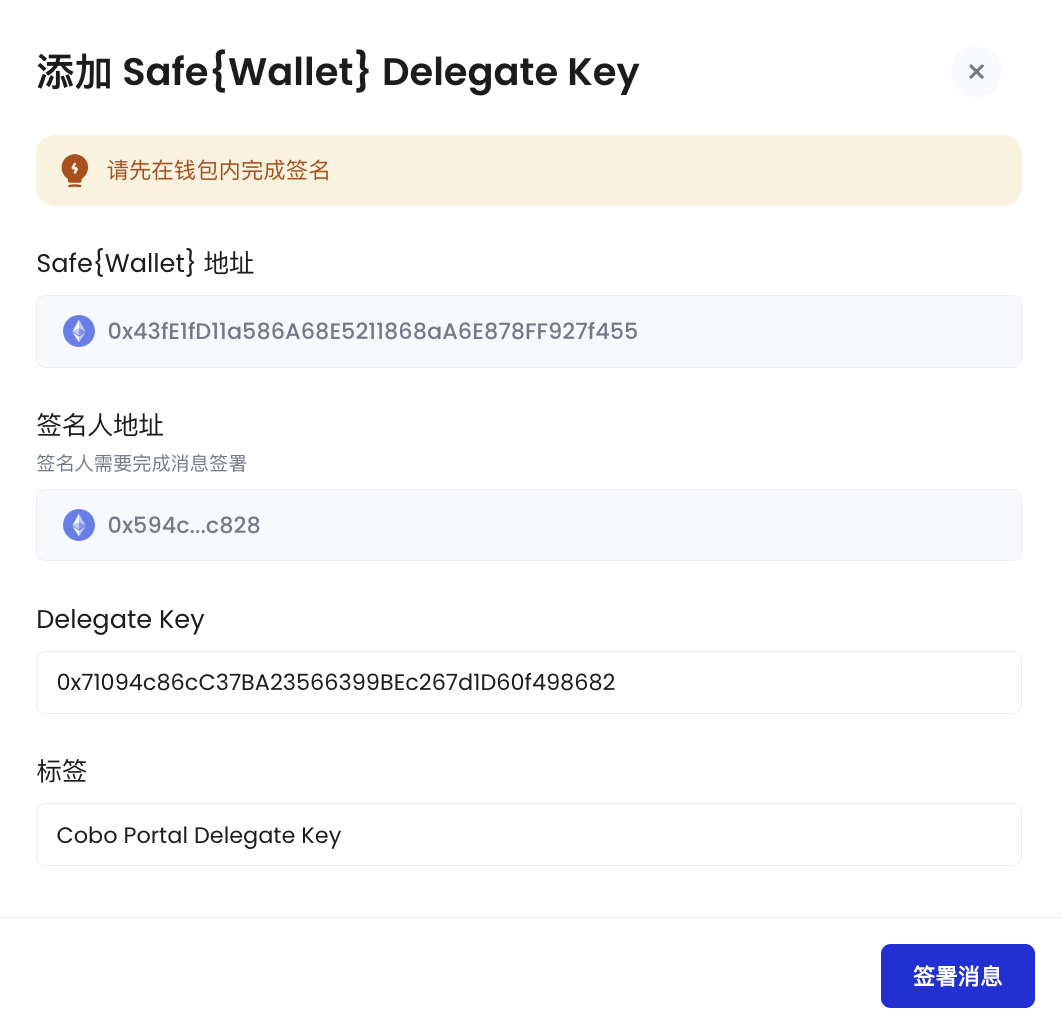 添加 Safe{Wallet} Delegate Key
请先在钱包内完成签名
Safe{Wallet} 地址
0x43fE1fD11a586A68E5211868aA6E878FF927f455
签名人地址
签名人需要完成消息签署
0x594c...c828
Delegate Key
0x71094c86cC37BA23566399BEc267d1D60f498682
标签
Cobo Portal Delegate Key
签署消息